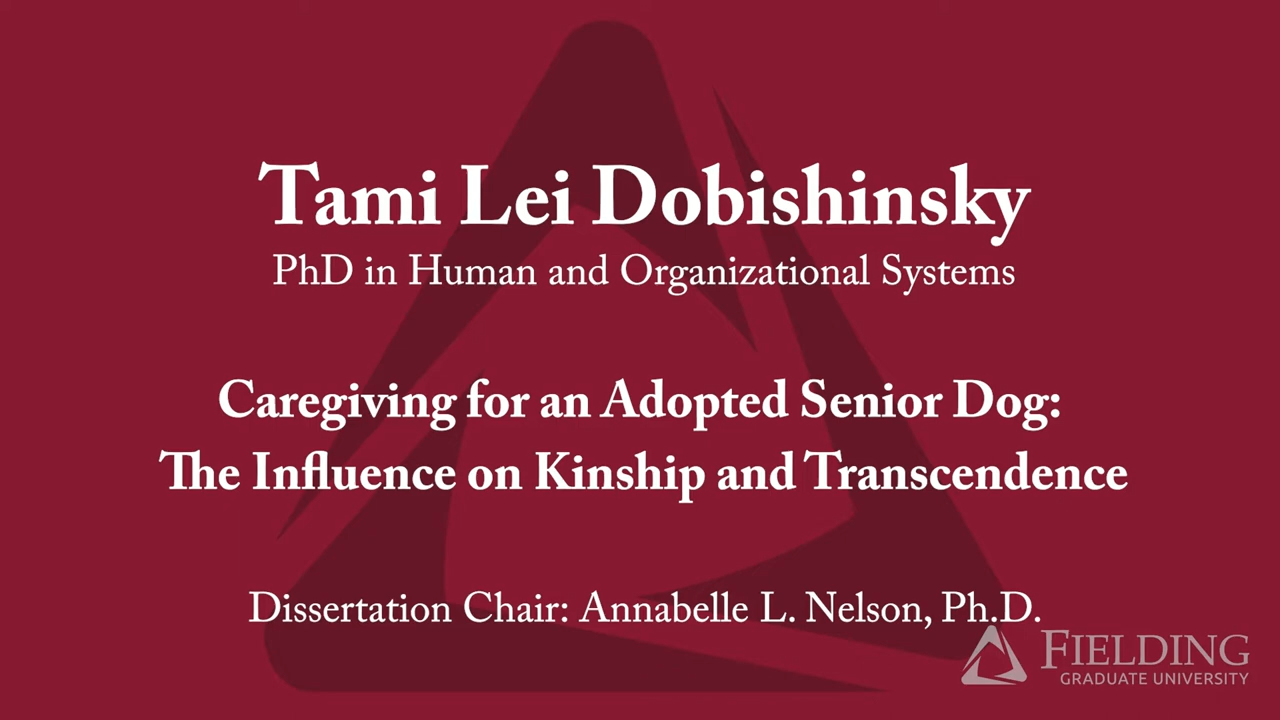 Tami Lei Dobishinsky
PhD in Human and Organizational Systems
Caregiving for an Adopted Senior Dog:
The Influence on Kinship and Transcendence
Dissertation Chair: Annabelle L. Nelson, Ph.D.
FIELDING
GRADUATE UNIVERSITY